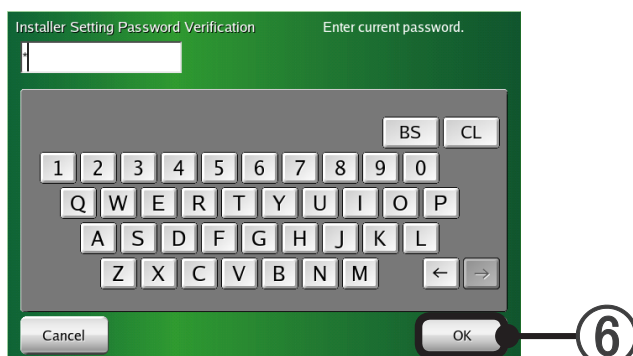 Installer Setting Password Verification Enter current password.
*
BS CL
1 2 3 4 5 6 7 8 9 0
Q W E R T Y U I O P
A S D F G H J K L
Z X C V B N M ← →
Cancel OK 6